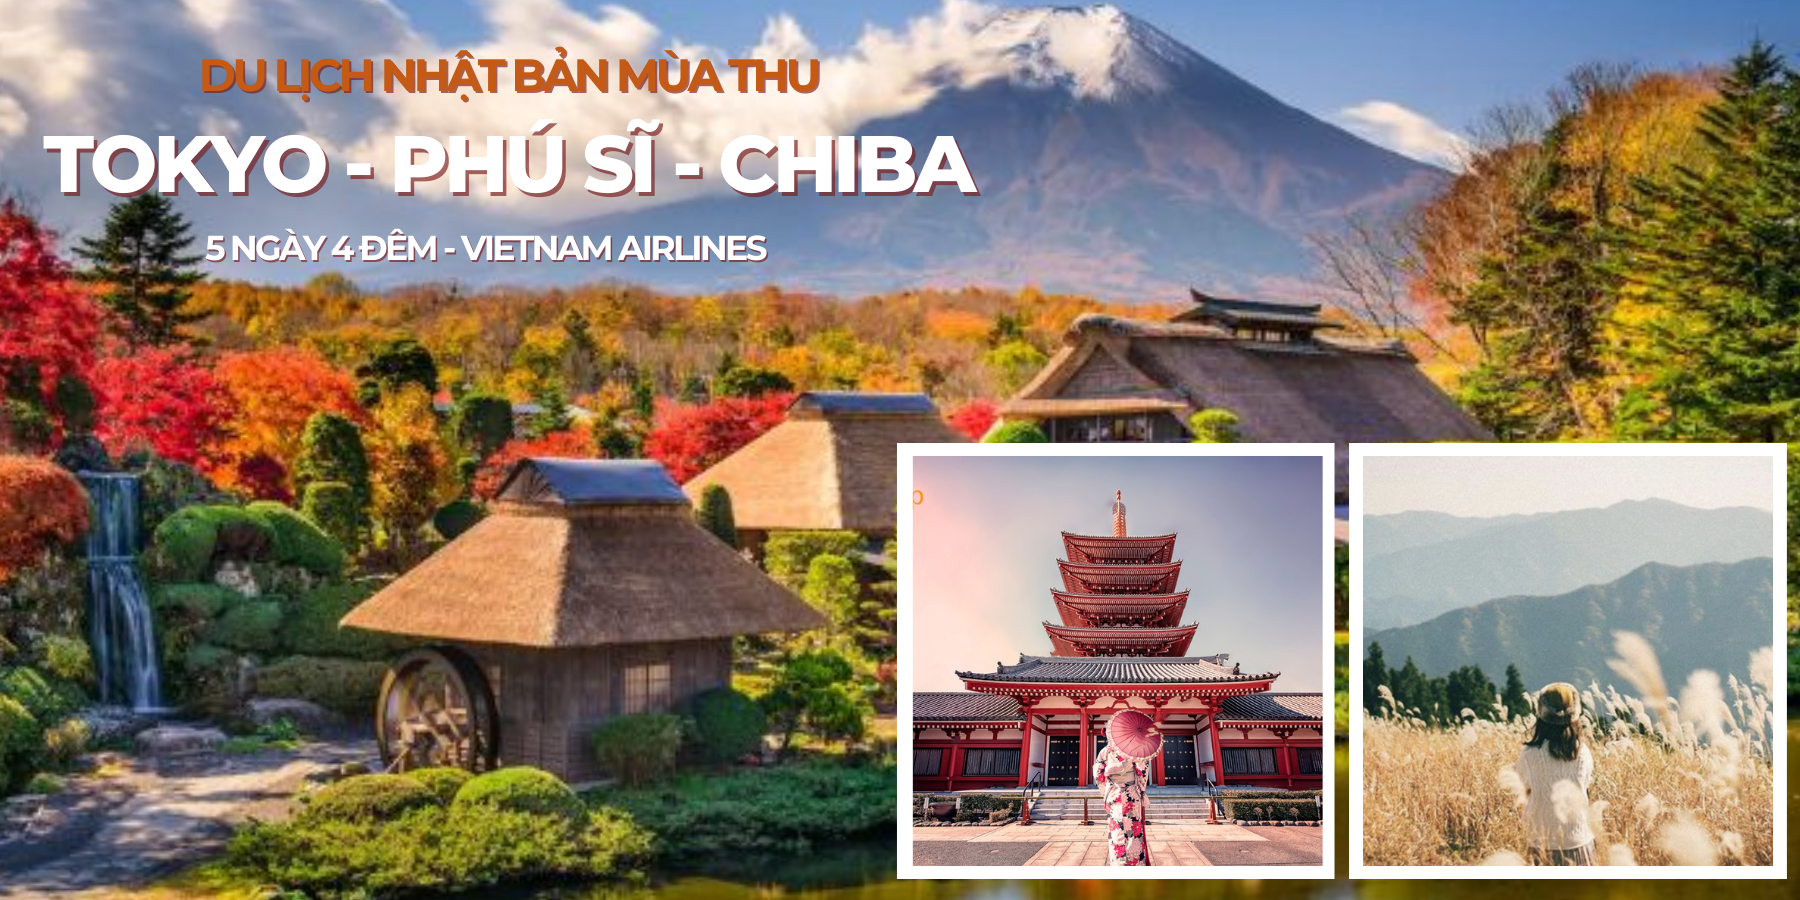 DU LỊCH NHẬT BẢN MÙA THU
TOKYO - PHÚ SĨ - CHIBA
5 NGÀY 4 ĐÊM - VIETNAM AIRLINES